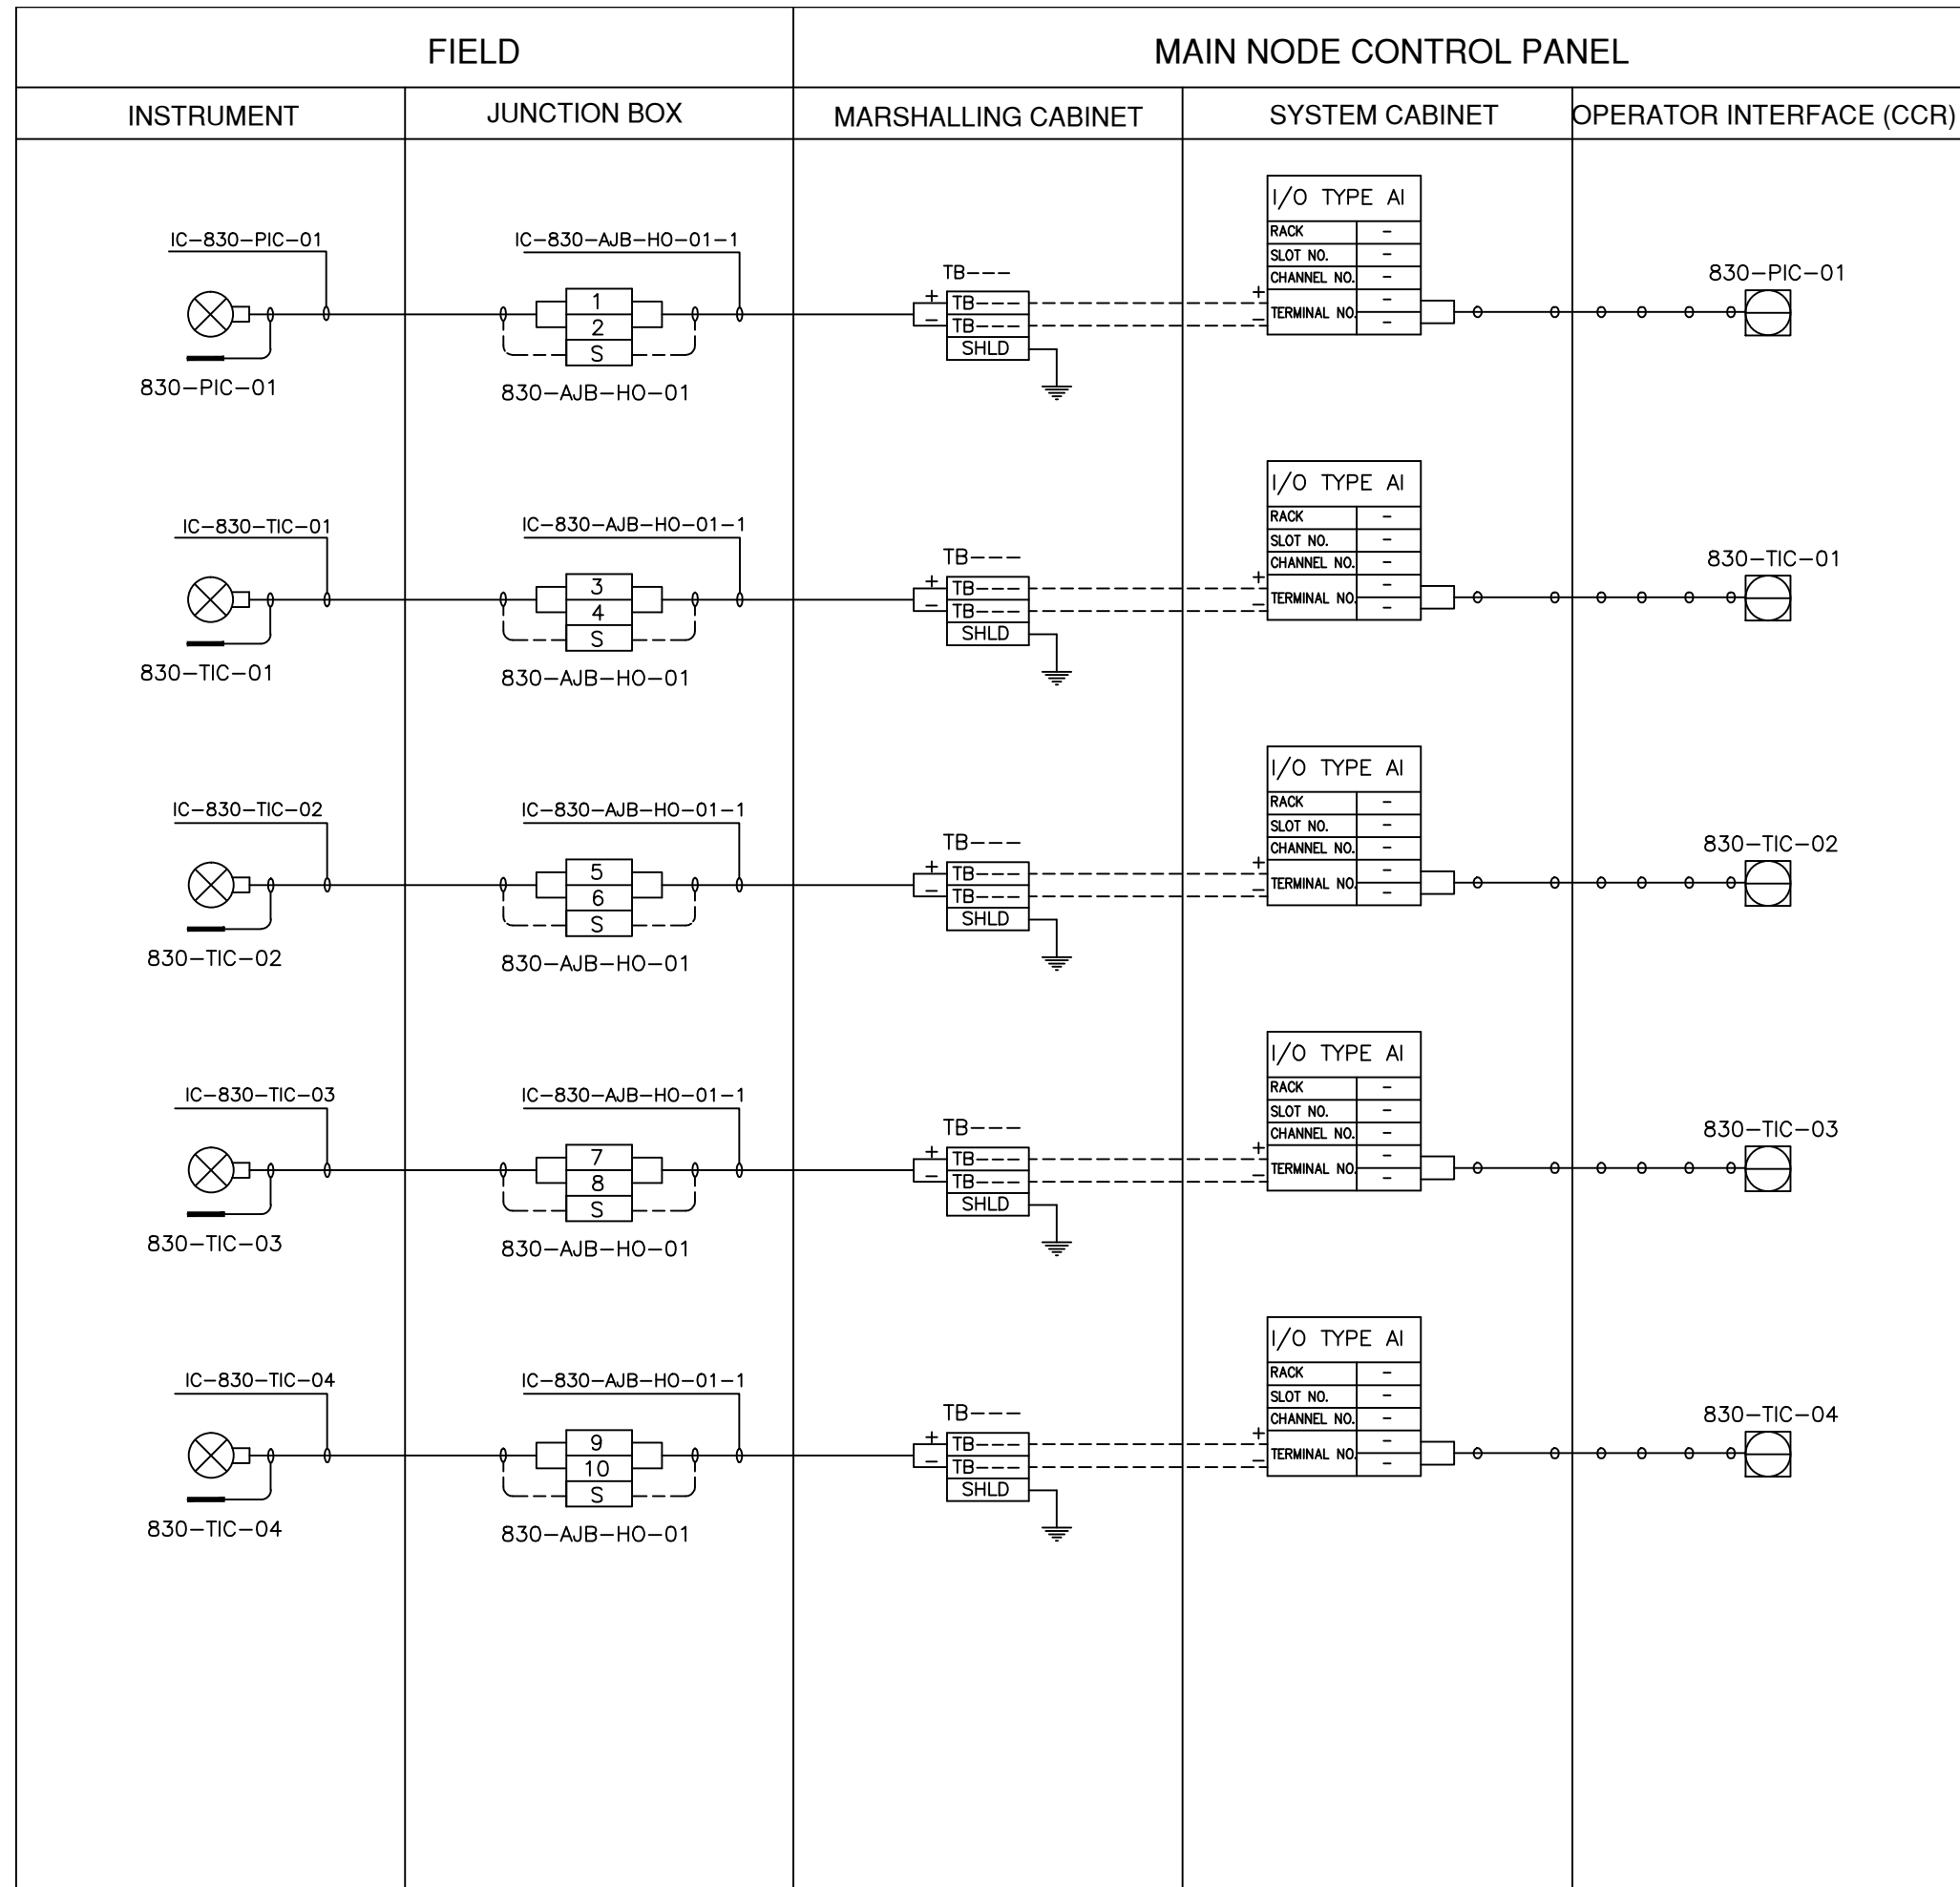 FIELD
MAIN NODE CONTROL PANEL
INSTRUMENT
JUNCTION BOX
MARSHALLING CABINET
SYSTEM CABINET
OPERATOR INTERFACE (CCR)
IC-830-PIC-01
830-PIC-01
IC-830-AJB-HO-01-1
1
2
S
830-AJB-HO-01
TB---
+ TB----
- TB----
SHLD
I/O TYPE AI
RACK -
SLOT NO. -
CHANNEL NO. -
+ TERMINAL NO. -
- -
830-PIC-01
IC-830-TIC-01
830-TIC-01
IC-830-AJB-HO-01-1
3
4
S
830-AJB-HO-01
TB---
+ TB----
- TB----
SHLD
I/O TYPE AI
RACK -
SLOT NO. -
CHANNEL NO. -
+ TERMINAL NO. -
- -
830-TIC-01
IC-830-TIC-02
830-TIC-02
IC-830-AJB-HO-01-1
5
6
S
830-AJB-HO-01
TB---
+ TB----
- TB----
SHLD
I/O TYPE AI
RACK -
SLOT NO. -
CHANNEL NO. -
+ TERMINAL NO. -
- -
830-TIC-02
IC-830-TIC-03
830-TIC-03
IC-830-AJB-HO-01-1
7
8
S
830-AJB-HO-01
TB---
+ TB----
- TB----
SHLD
I/O TYPE AI
RACK -
SLOT NO. -
CHANNEL NO. -
+ TERMINAL NO. -
- -
830-TIC-03
IC-830-TIC-04
830-TIC-04
IC-830-AJB-HO-01-1
9
10
S
830-AJB-HO-01
TB---
+ TB----
- TB----
SHLD
I/O TYPE AI
RACK -
SLOT NO. -
CHANNEL NO. -
+ TERMINAL NO. -
- -
830-TIC-04